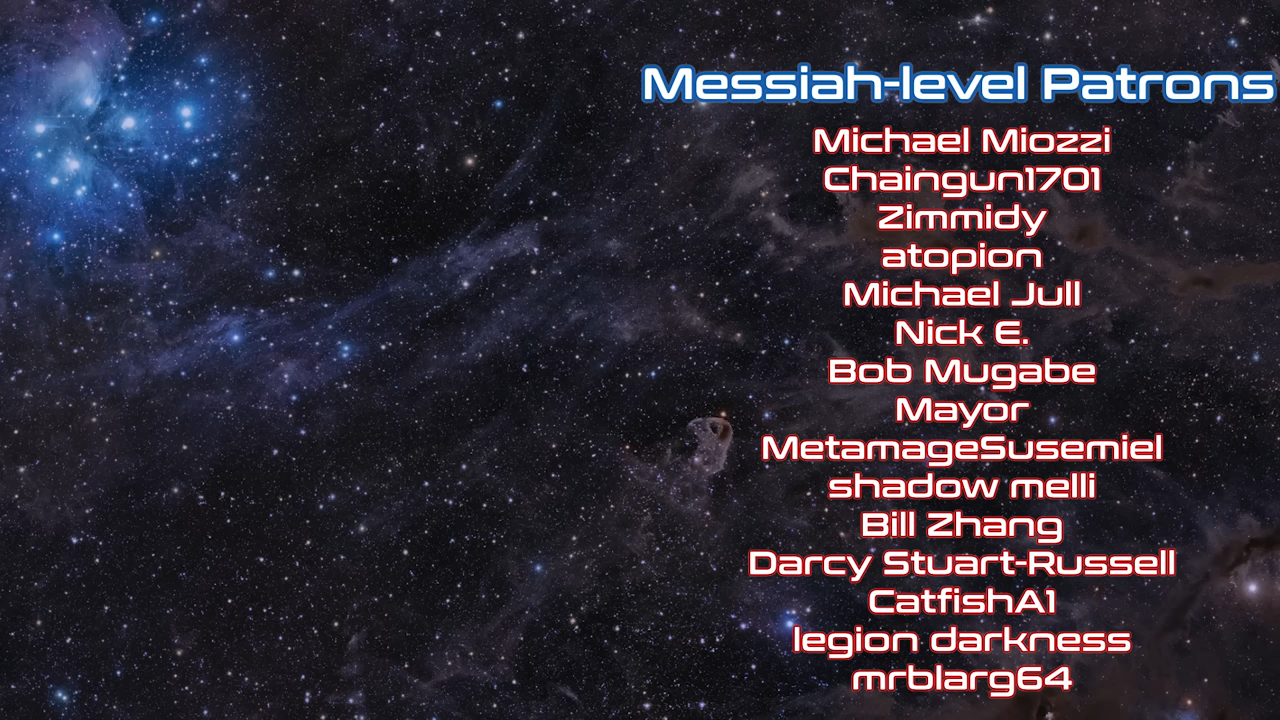 Messiah-level Patrons
Michael Miozzi
Chaingun1701
Zimmidy
atopion
Michael Jull
Nick E.
Bob Mugabe
Mayor
MetamageSusemiel
shadow melli
Bill Zhang
Darcy Stuart-Russell
CatfishA1
legion darkness
mrblarg64